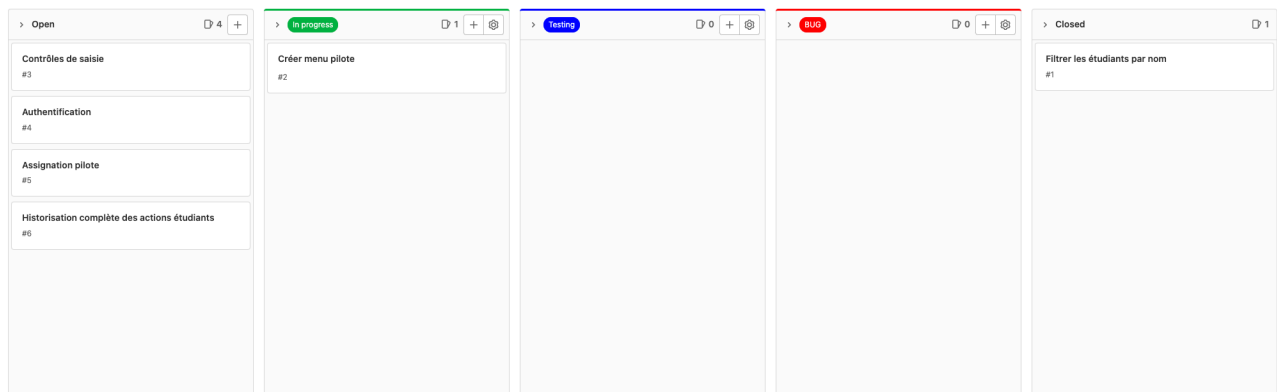 Open 4
Contrôles de saisie
#3
Authentification
#4
Assignation pilote
#5
Historisation complète des actions étudiants
#6
In progress 1
Créer menu pilote
#2
Testing 0
BUG 0
Closed 1
Filtrer les étudiants par nom
#1